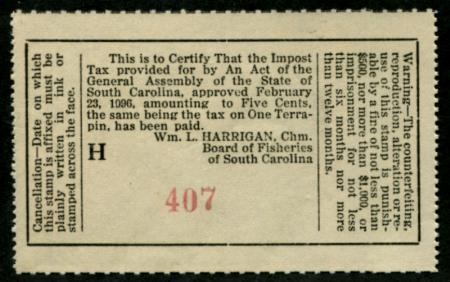 Cancellation—Date on which
this stamp is affixed must be
plainly written in ink or
stamped across the face.
This is to Certify That the Impost
Tax provided for by An Act of the
General Assembly of the State of
South Carolina, approved February
23, 1996, amounting to Five Cents,
the same being the tax on One Terra-
pin, has been paid.
Wm. L. HARRIGAN, Chm.
Board of Fisheries
of South Carolina
H
407
Warning—The counterfeiting,
reproduction, alteration or re-
use of this stamp is punish-
able by a fire of not less than
$500, nor more than $1,000, or
imprisonment for not less
than six months nor more
than twelve months.